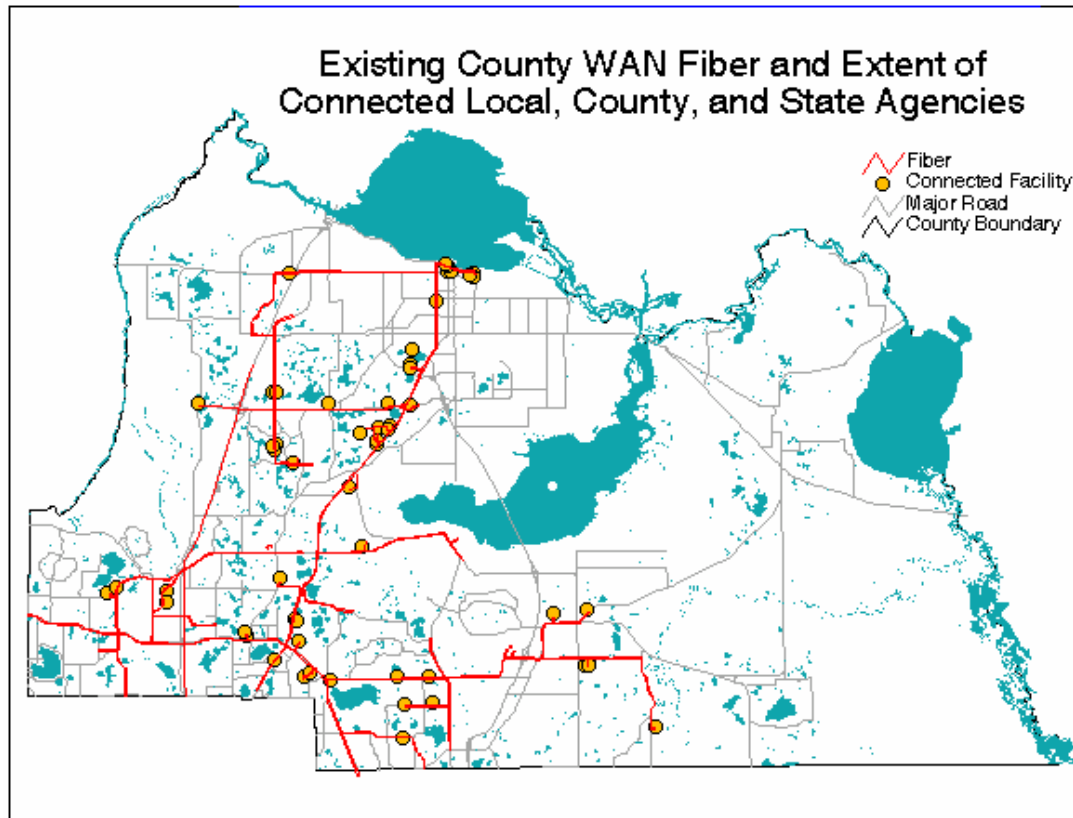 Existing County WAN Fiber and Extent of
Connected Local, County, and State Agencies
Fiber
Connected Facility
Major Road
County Boundary